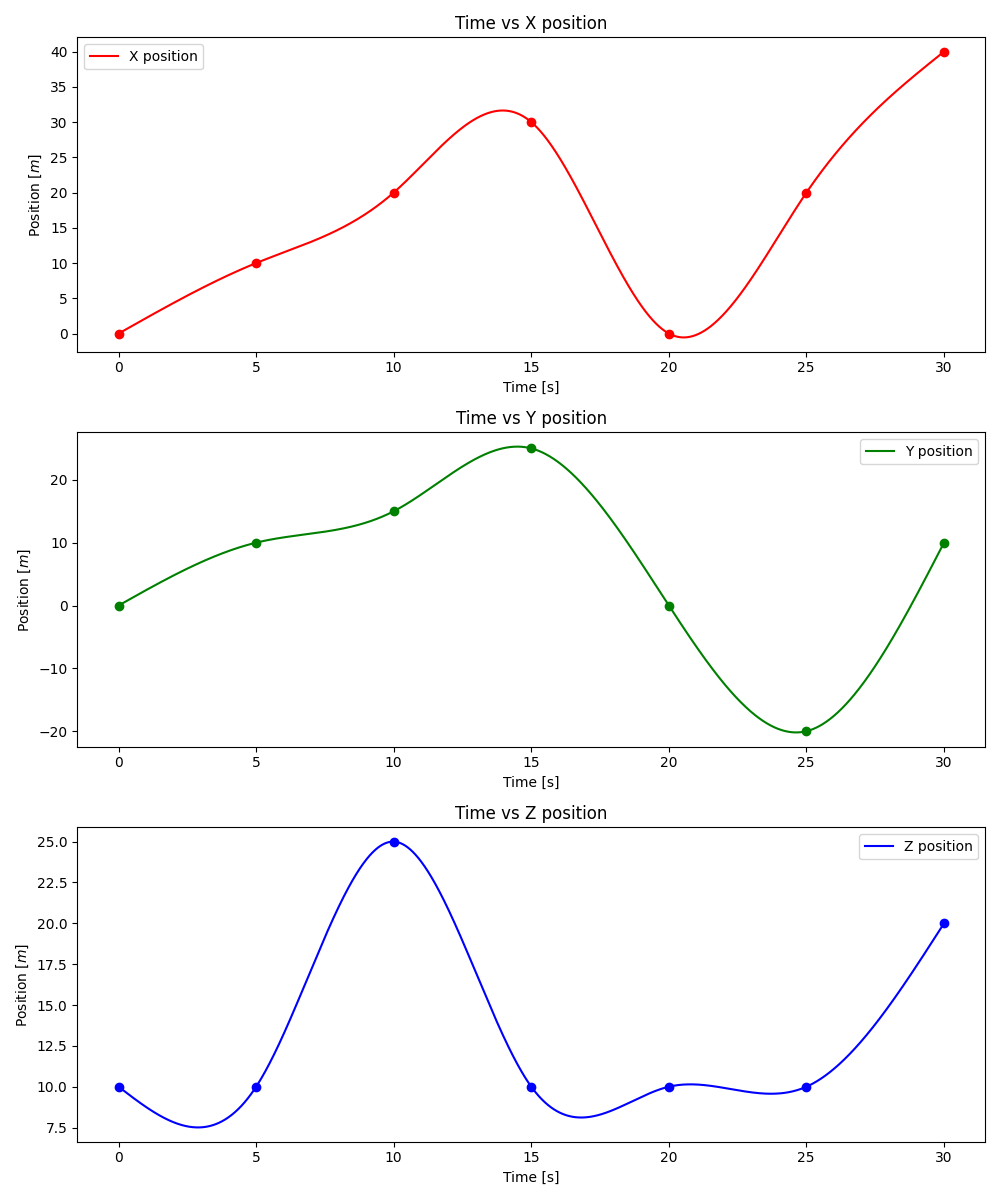 Time vs X position
X position
40
35
30
25
20
15
10
5
0
Position [m]
0 5 10 15 20 25 30
Time [s]
Time vs Y position
Y position
20
10
0
−10
−20
Position [m]
0 5 10 15 20 25 30
Time [s]
Time vs Z position
Z position
25.0
22.5
20.0
17.5
15.0
12.5
10.0
7.5
Position [m]
0 5 10 15 20 25 30
Time [s]